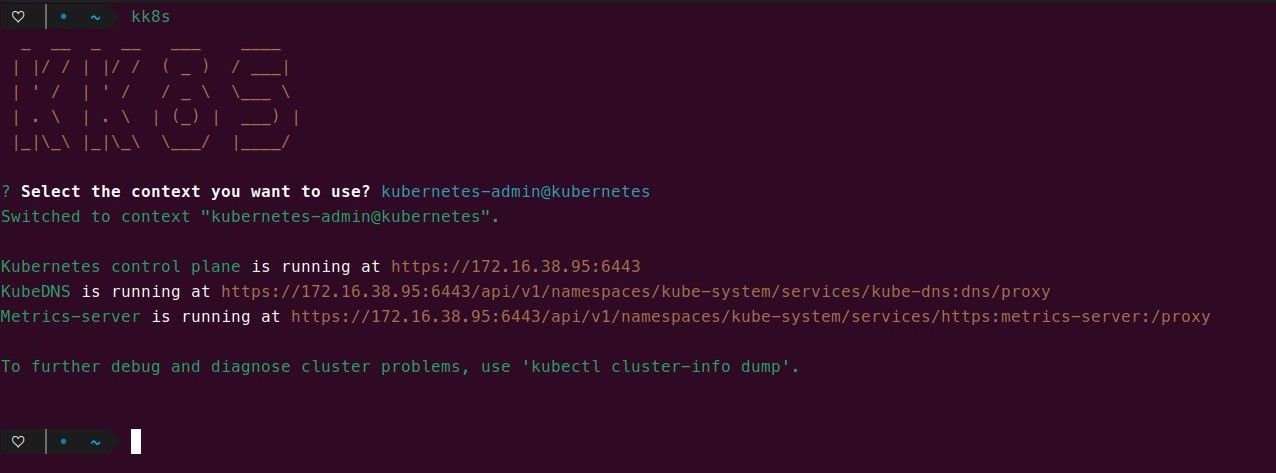 ♡ • ~ kk8s
  _  __  _  __   ___    ____
 | |/ / | |/ /  ( _ )  / ___|
 | ' /  | ' /   / _ \  \___ \
 | . \  | . \  | (_) |  ___) |
 |_|\_\ |_|\_\  \___/  |____/
? Select the context you want to use? kubernetes-admin@kubernetes
Switched to context "kubernetes-admin@kubernetes".
Kubernetes control plane is running at https://172.16.38.95:6443
KubeDNS is running at https://172.16.38.95:6443/api/v1/namespaces/kube-system/services/kube-dns:dns/proxy
Metrics-server is running at https://172.16.38.95:6443/api/v1/namespaces/kube-system/services/https:metrics-server:/proxy
To further debug and diagnose cluster problems, use 'kubectl cluster-info dump'.
♡ • ~